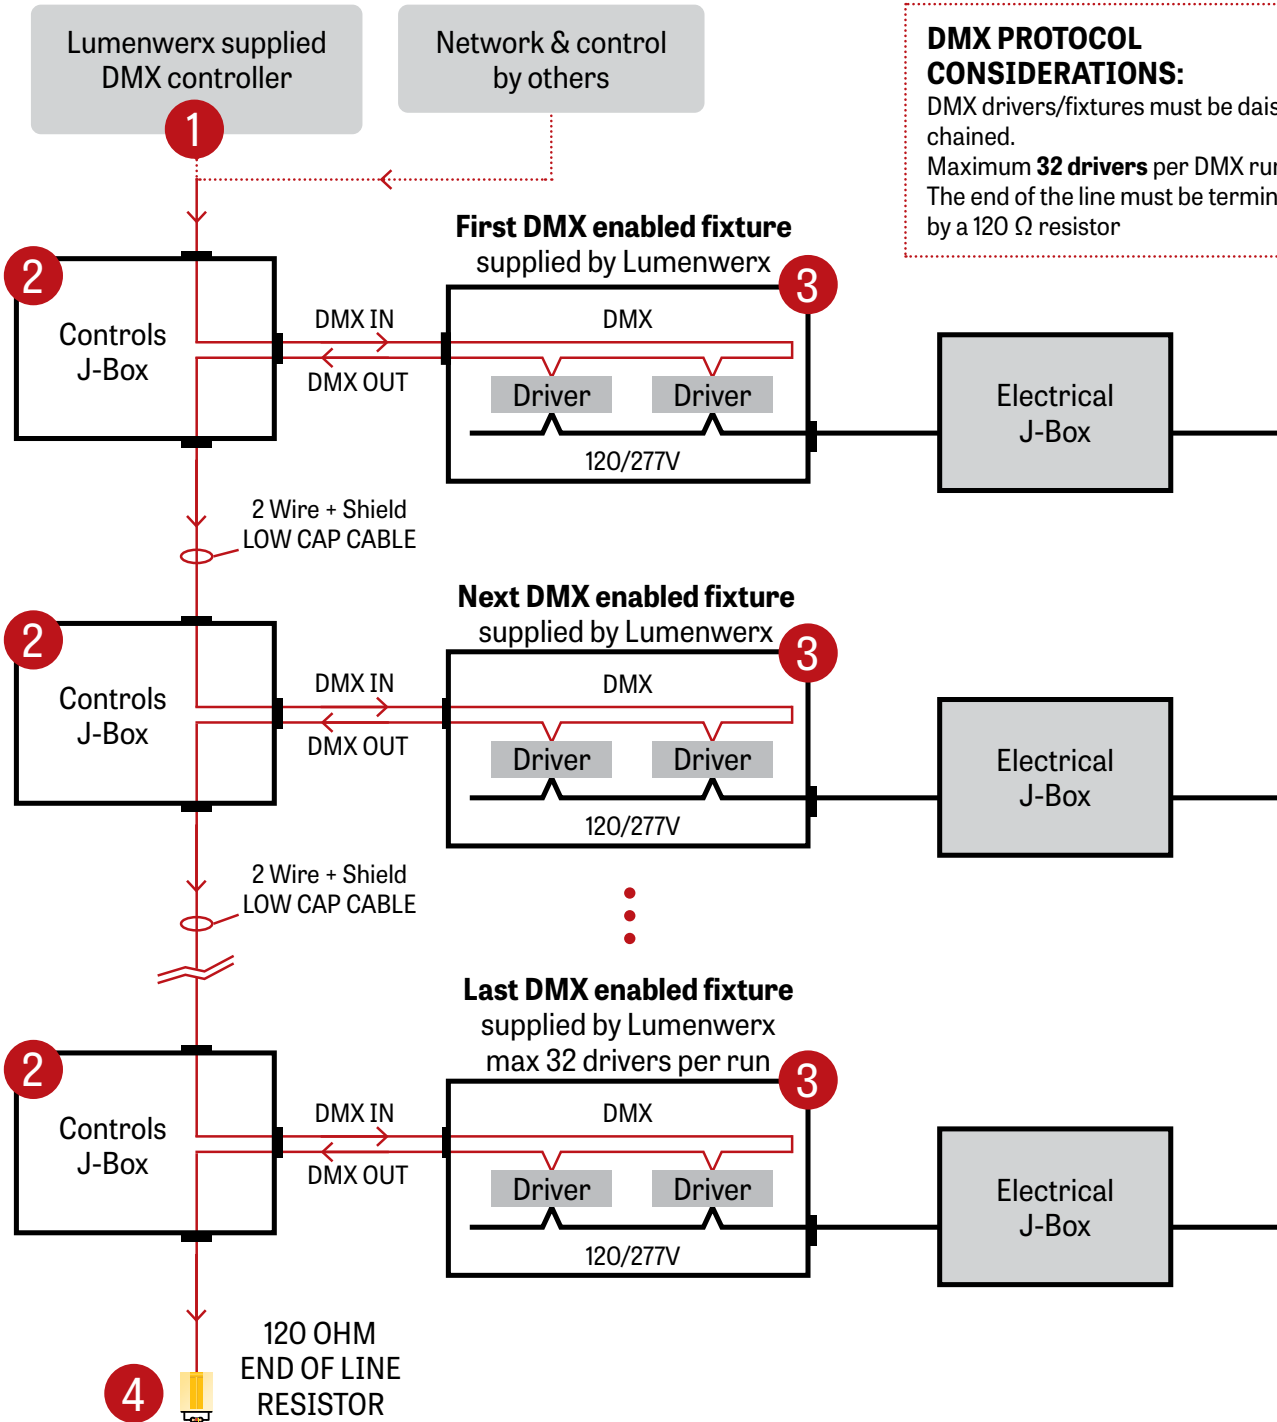 Lumenwerx supplied
DMX controller
Network & control
by others
1
DMX PROTOCOL
CONSIDERATIONS:
DMX drivers/fixtures must be dais
chained.
Maximum 32 drivers per DMX run
The end of the line must be termin
by a 120 Ω resistor
First DMX enabled fixture
supplied by Lumenwerx
2
Controls
J-Box
DMX IN
DMX OUT
3
DMX
Driver
Driver
120/277V
Electrical
J-Box
2 Wire + Shield
LOW CAP CABLE
Next DMX enabled fixture
supplied by Lumenwerx
2
Controls
J-Box
DMX IN
DMX OUT
3
DMX
Driver
Driver
120/277V
Electrical
J-Box
2 Wire + Shield
LOW CAP CABLE
Last DMX enabled fixture
supplied by Lumenwerx
max 32 drivers per run
2
Controls
J-Box
DMX IN
DMX OUT
3
DMX
Driver
Driver
120/277V
Electrical
J-Box
4
120 OHM
END OF LINE
RESISTOR